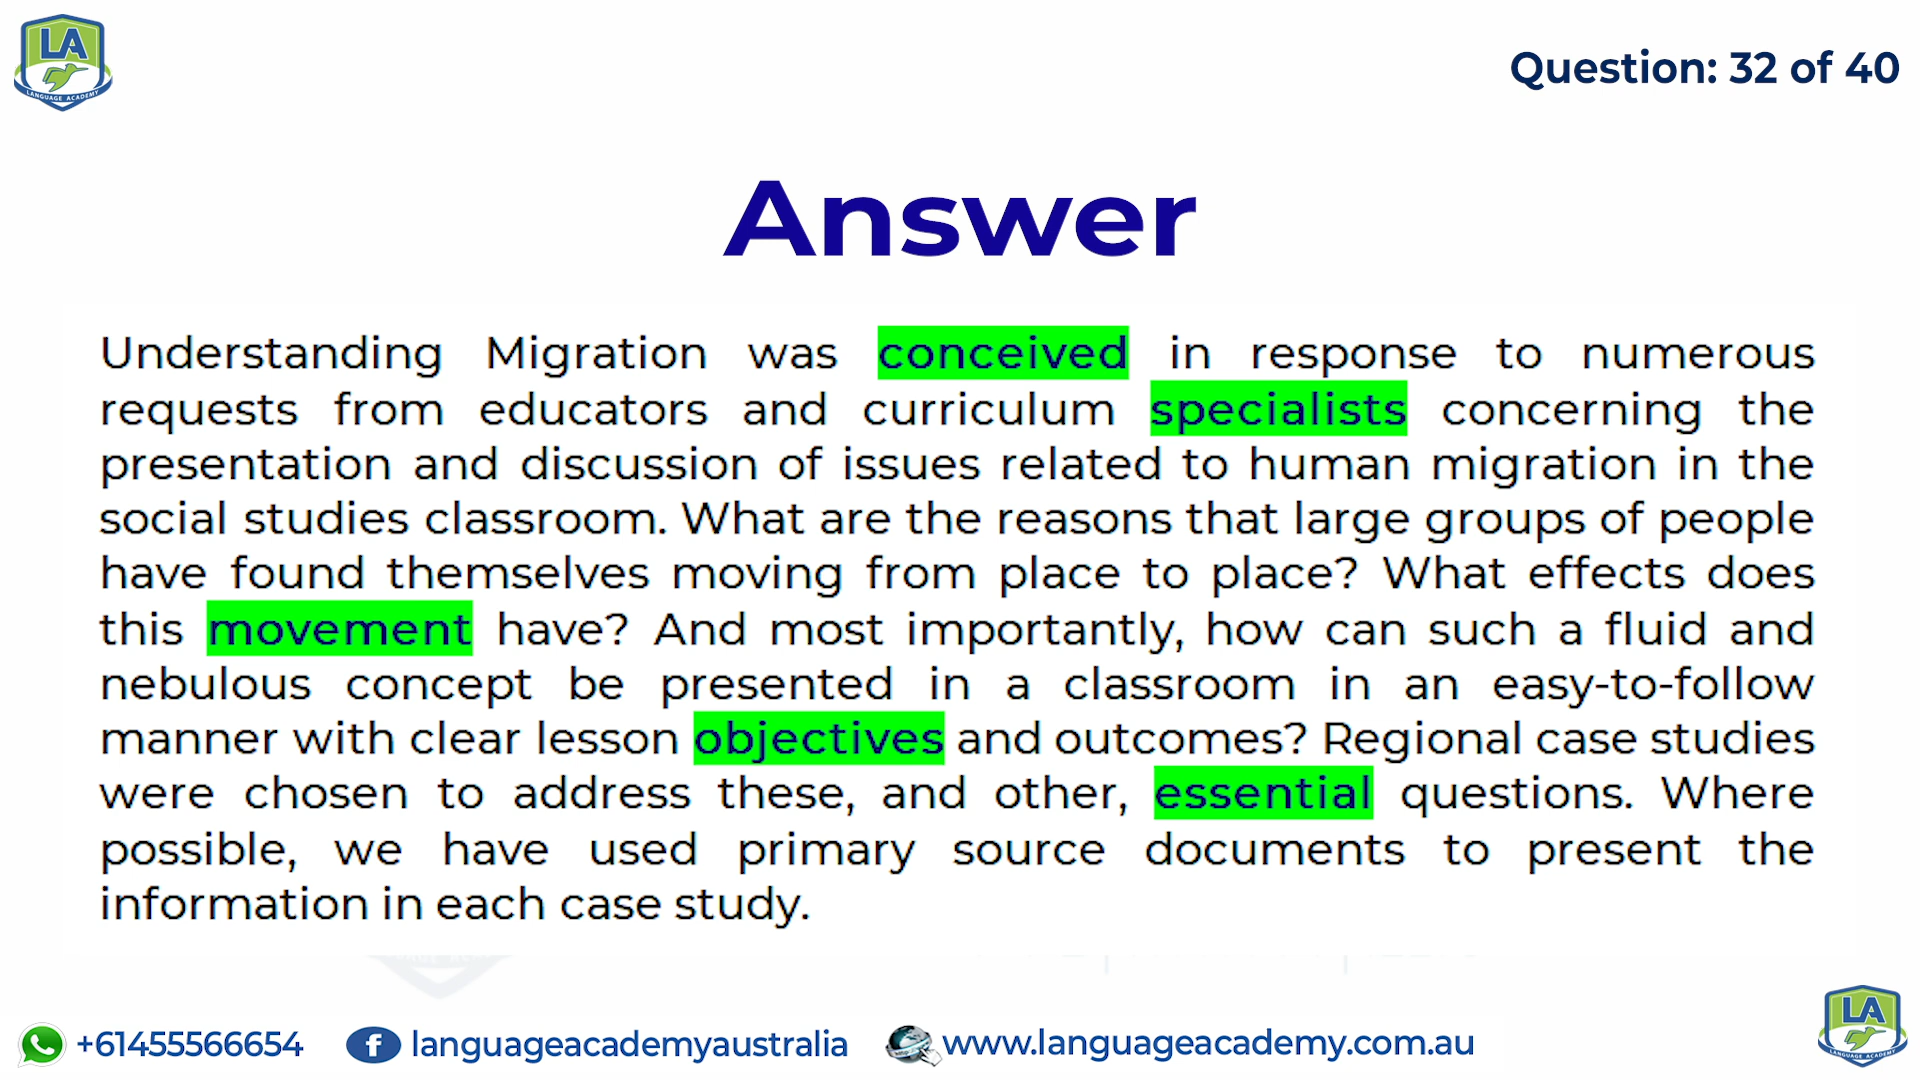 LA
LANGUAGE ACADEMY
Question: 32 of 40
Answer
Understanding Migration was conceived in response to numerous
requests from educators and curriculum specialists concerning the
presentation and discussion of issues related to human migration in the
social studies classroom. What are the reasons that large groups of people
have found themselves moving from place to place? What effects does
this movement have? And most importantly, how can such a fluid and
nebulous concept be presented in a classroom in an easy-to-follow
manner with clear lesson objectives and outcomes? Regional case studies
were chosen to address these, and other, essential questions. Where
possible, we have used primary source documents to present the
information in each case study.
+61455566654 languageacademyaustralia www.languageacademy.com.au
LA
LANGUAGE ACADEMY